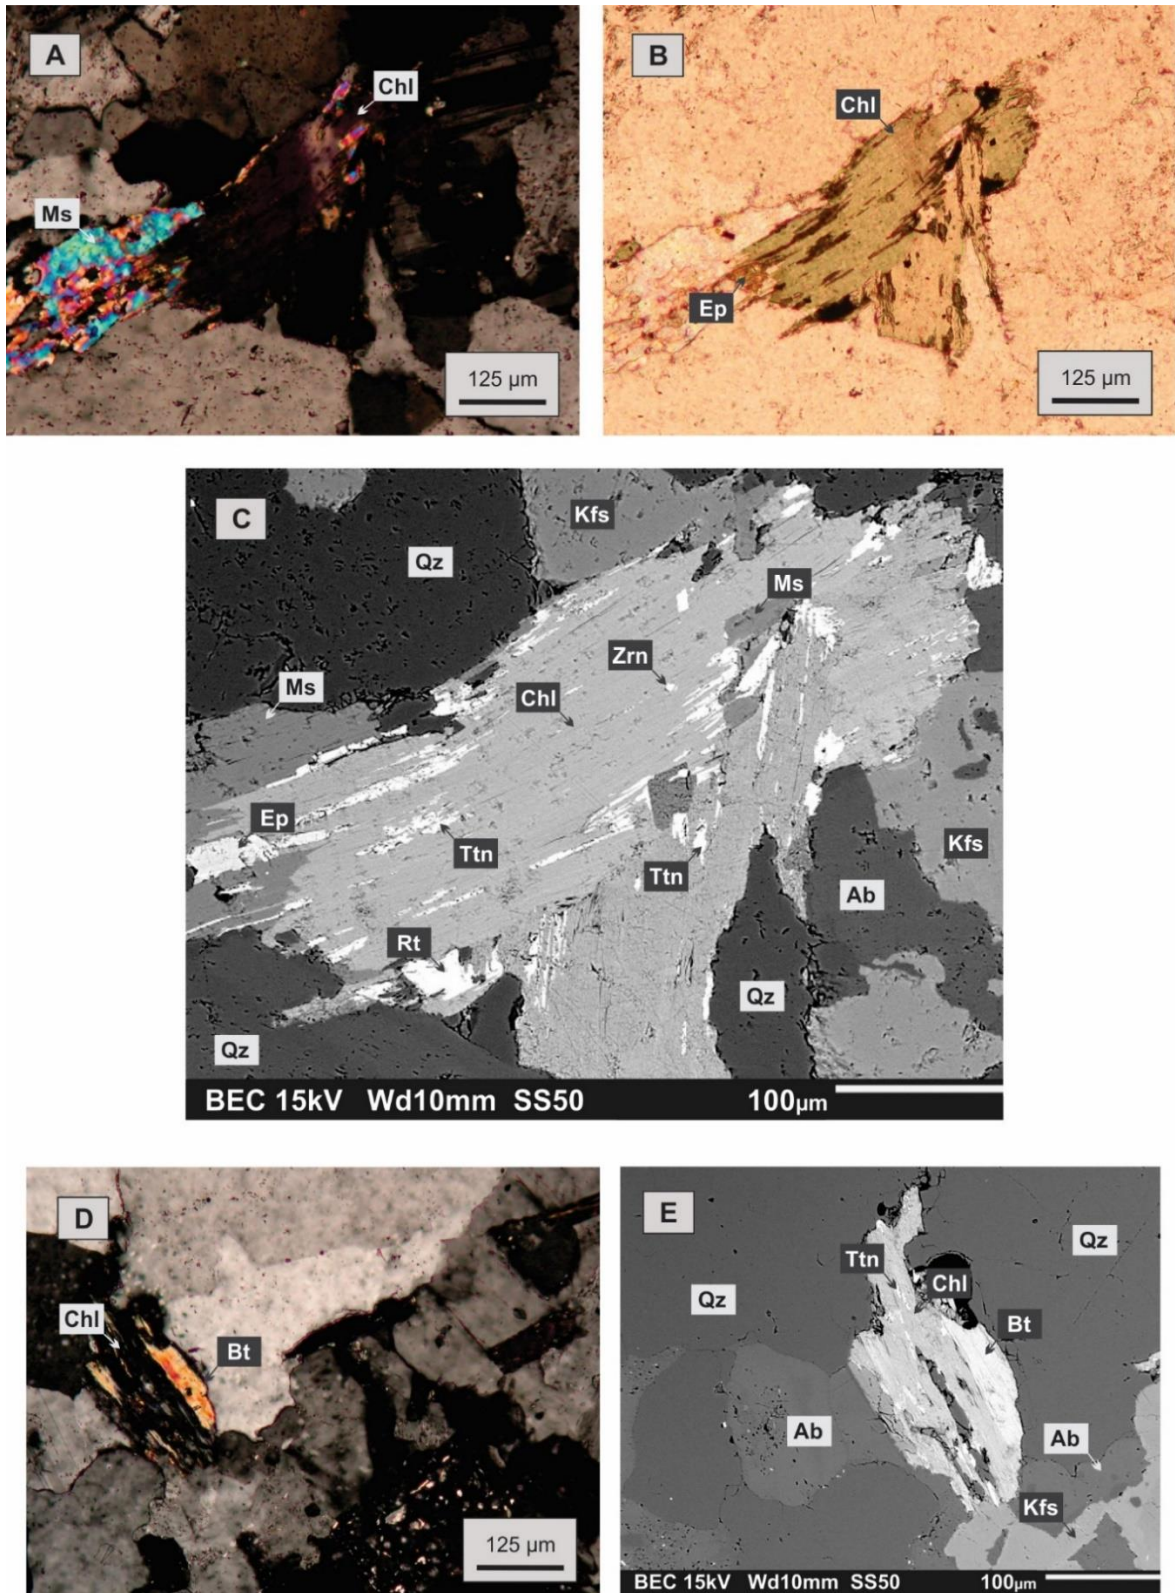 A
Chl
Ms
125 µm
B
Chl
Ep
125 µm
C
Kfs
Qz
Ms
Zrn
Ms
Chl
Ep
Ttn
Ttn
Kfs
Ab
Rt
Qz
Qz
BEC 15kV Wd10mm SS50 100µm
D
Chl
Bt
125 µm
E
Qz
Ttn
Chl
Qz
Bt
Ab
Ab
Kfs
BEC 15kV Wd10mm SS50 100µm